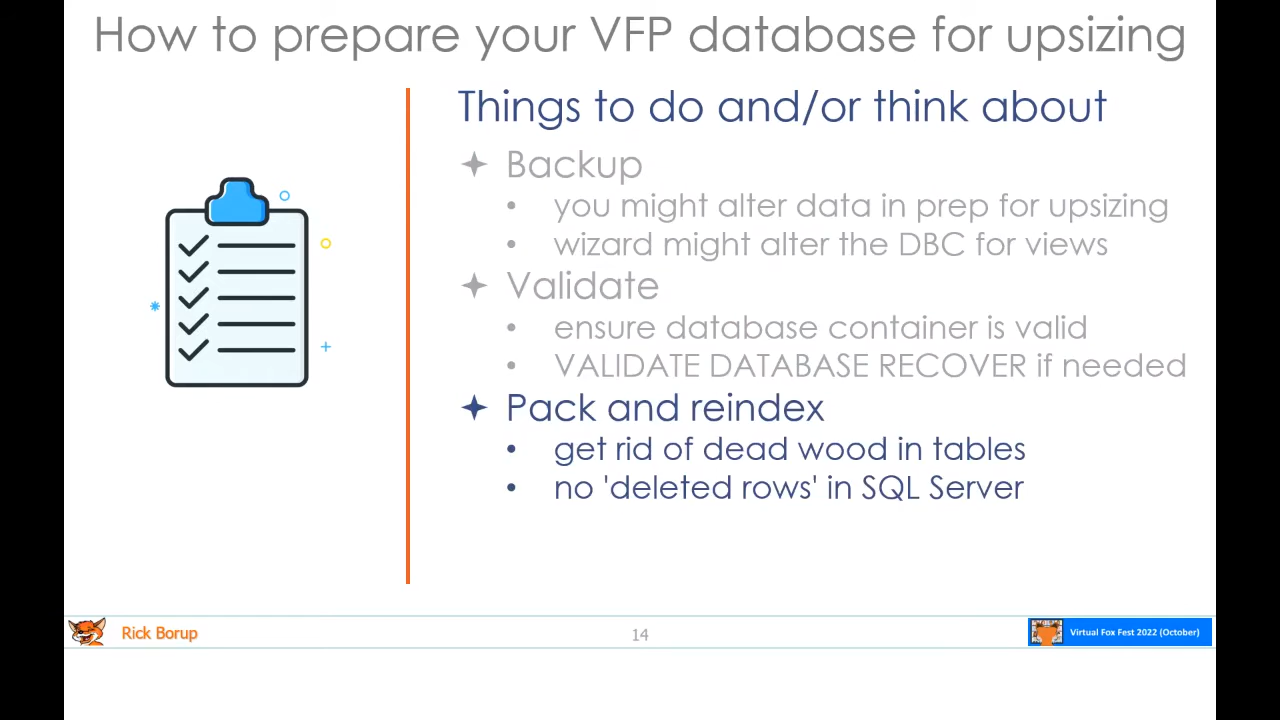 How to prepare your VFP database for upsizing
Things to do and/or think about
Backup
• you might alter data in prep for upsizing
• wizard might alter the DBC for views
Validate
• ensure database container is valid
• VALIDATE DATABASE RECOVER if needed
Pack and reindex
• get rid of dead wood in tables
• no 'deleted rows' in SQL Server
Rick Borup
14
Virtual Fox Fest 2022 (October)